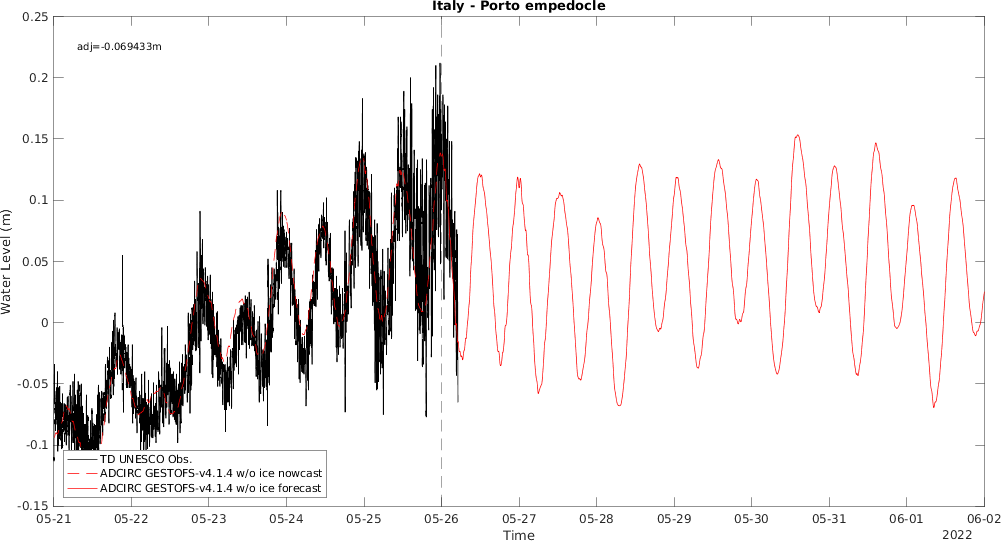 Italy - Porto empedocle
adj=-0.069433m
Water Level (m)
0.25
0.2
0.15
0.1
0.05
0
-0.05
-0.1
-0.15
TD UNESCO Obs.
ADCIRC GESTOFS-v4.1.4 w/o ice nowcast
ADCIRC GESTOFS-v4.1.4 w/o ice forecast
05-21 05-22 05-23 05-24 05-25 05-26 05-27 05-28 05-29 05-30 05-31 06-01 06-02
Time
2022